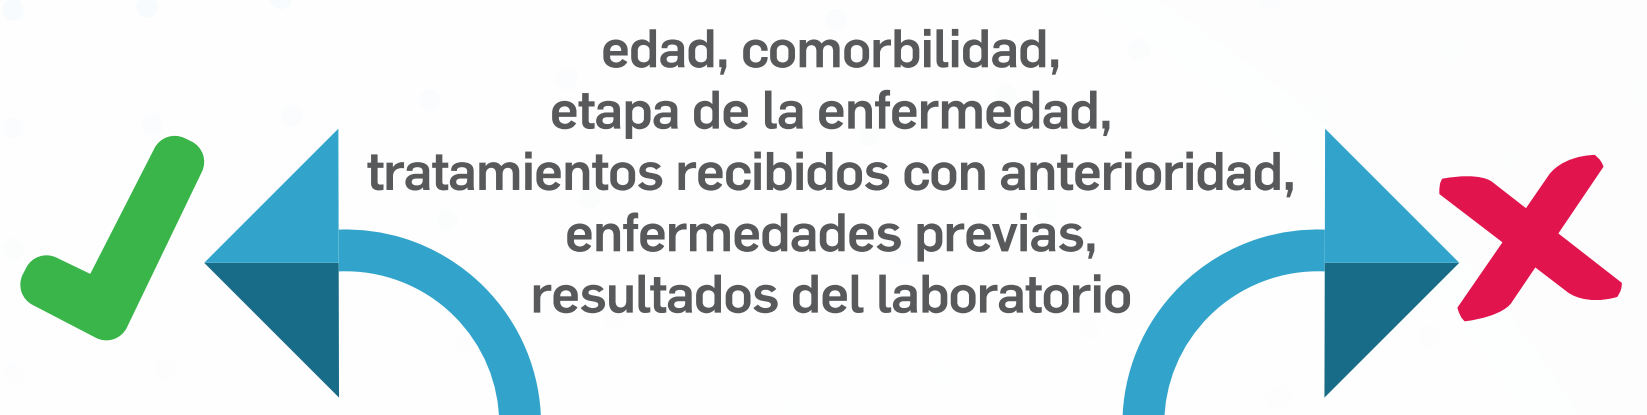 edad, comorbilidad,
etapa de la enfermedad,
tratamientos recibidos con anterioridad,
enfermedades previas,
resultados del laboratorio